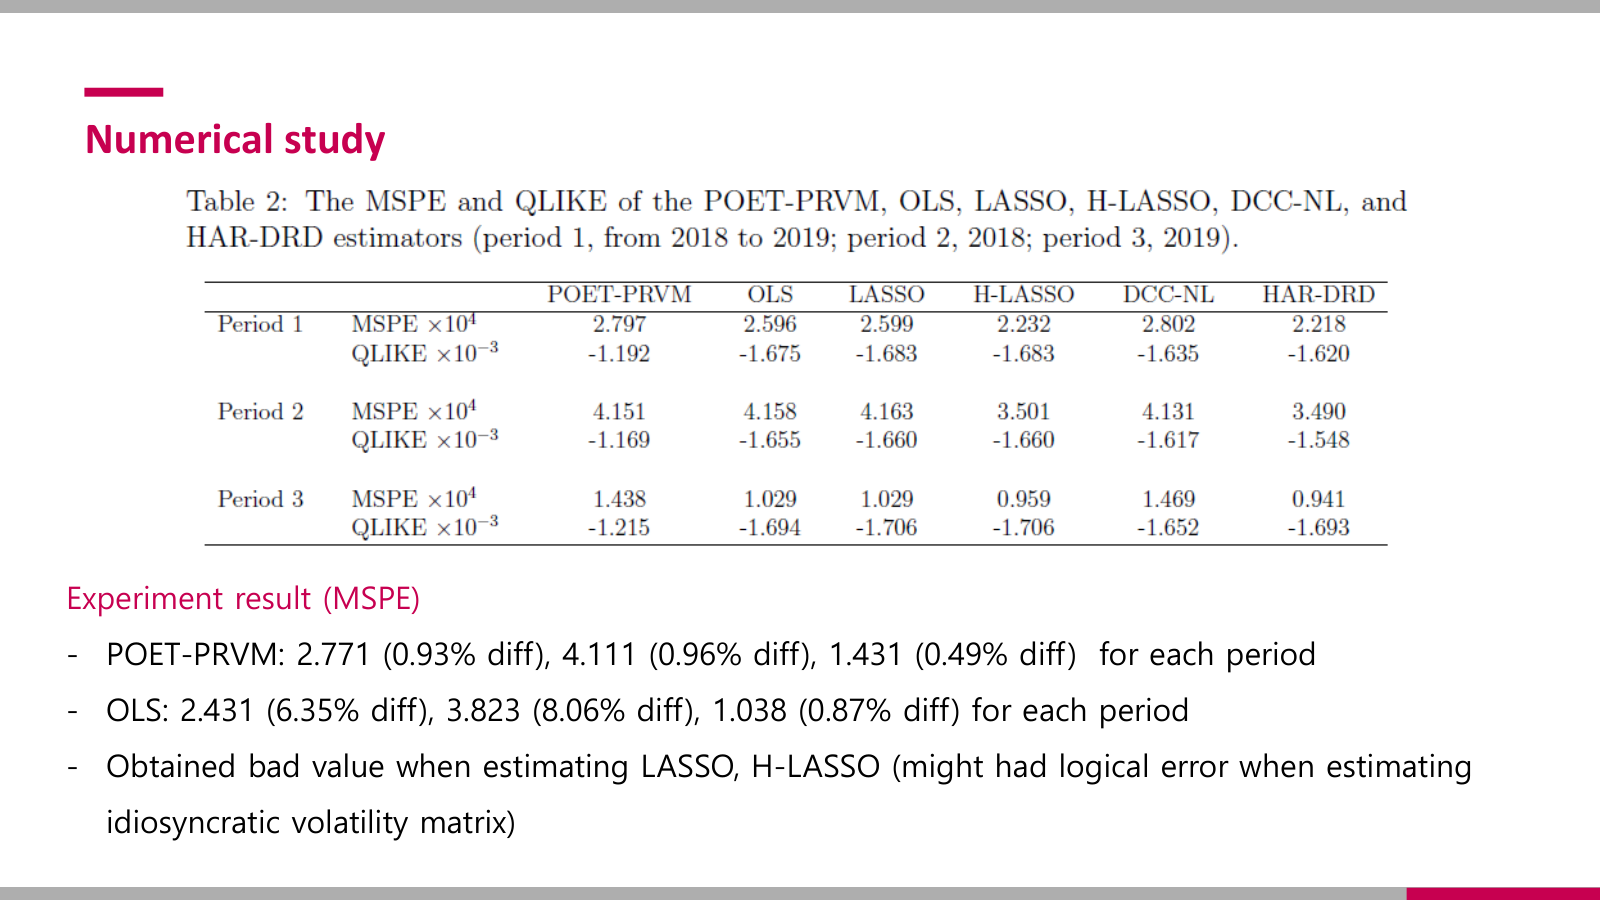 Numerical study
Table 2: The MSPE and QLIKE of the POET-PRVM, OLS, LASSO, H-LASSO, DCC-NL, and
HAR-DRD estimators (period 1, from 2018 to 2019; period 2, 2018; period 3, 2019).
POET-PRVM OLS LASSO H-LASSO DCC-NL HAR-DRD
Period 1 MSPE ×10⁴ 2.797 2.596 2.599 2.232 2.802 2.218
QLIKE ×10⁻³ -1.192 -1.675 -1.683 -1.683 -1.635 -1.620
Period 2 MSPE ×10⁴ 4.151 4.158 4.163 3.501 4.131 3.490
QLIKE ×10⁻³ -1.169 -1.655 -1.660 -1.660 -1.617 -1.548
Period 3 MSPE ×10⁴ 1.438 1.029 1.029 0.959 1.469 0.941
QLIKE ×10⁻³ -1.215 -1.694 -1.706 -1.706 -1.652 -1.693
Experiment result (MSPE)
- POET-PRVM: 2.771 (0.93% diff), 4.111 (0.96% diff), 1.431 (0.49% diff) for each period
- OLS: 2.431 (6.35% diff), 3.823 (8.06% diff), 1.038 (0.87% diff) for each period
- Obtained bad value when estimating LASSO, H-LASSO (might had logical error when estimating
idiosyncratic volatility matrix)